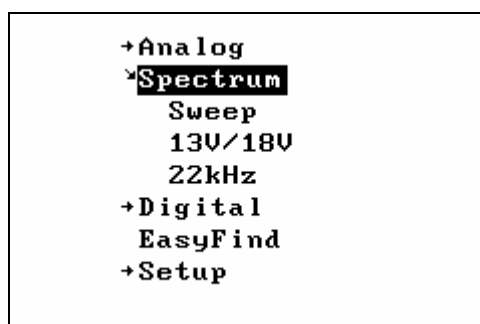 →Analog
↘Spectrum
Sweep
13V/18V
22kHz
→Digital
EasyFind
→Setup